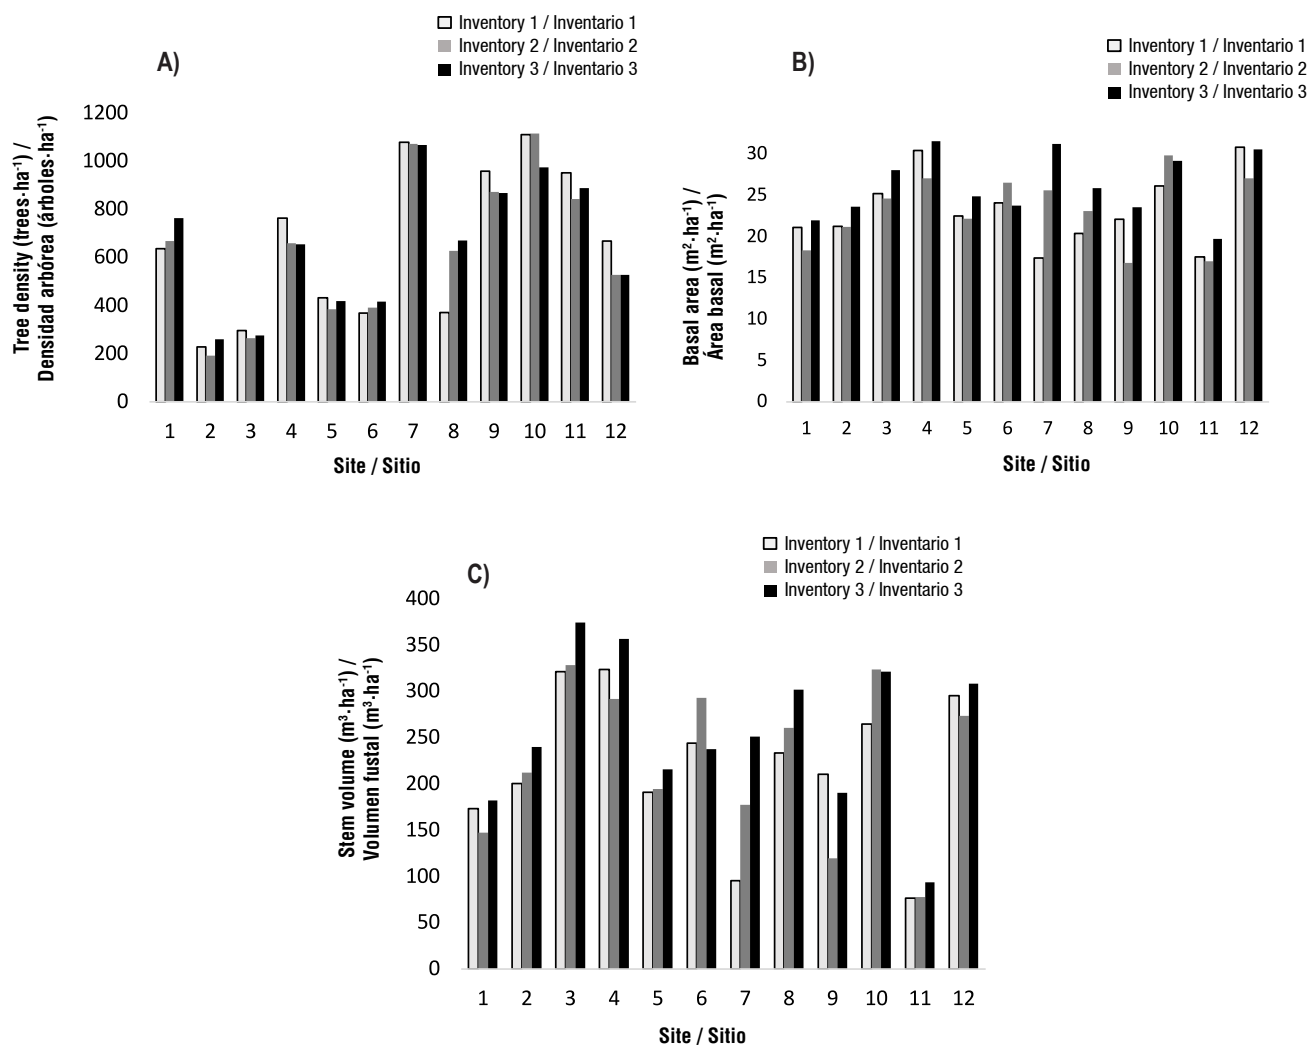 A)
Inventory 1 / Inventario 1
Inventory 2 / Inventario 2
Inventory 3 / Inventario 3
Tree density (trees·ha⁻¹) /
Densidad arbórea (árboles·ha⁻¹)
1200
1000
800
600
400
200
0
1 2 3 4 5 6 7 8 9 10 11 12
Site / Sitio
B)
Inventory 1 / Inventario 1
Inventory 2 / Inventario 2
Inventory 3 / Inventario 3
Basal area (m²·ha⁻¹) /
Área basal (m²·ha⁻¹)
30
25
20
15
10
5
0
1 2 3 4 5 6 7 8 9 10 11 12
Site / Sitio
C)
Inventory 1 / Inventario 1
Inventory 2 / Inventario 2
Inventory 3 / Inventario 3
Stem volume (m³·ha⁻¹) /
Volumen fustal (m³·ha⁻¹)
400
350
300
250
200
150
100
50
0
1 2 3 4 5 6 7 8 9 10 11 12
Site / Sitio